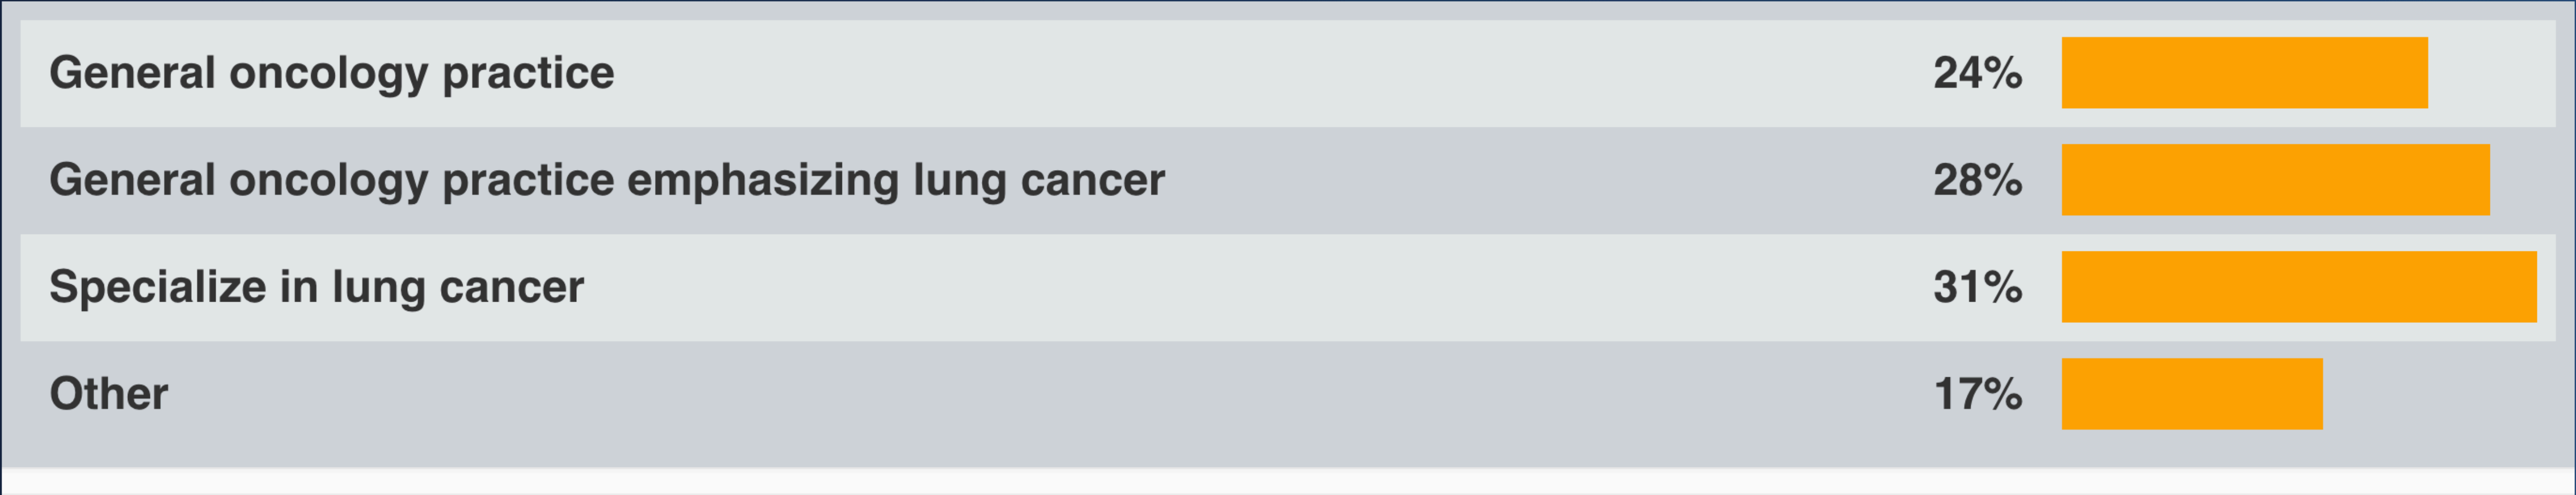 General oncology practice 24%
General oncology practice emphasizing lung cancer 28%
Specialize in lung cancer 31%
Other 17%